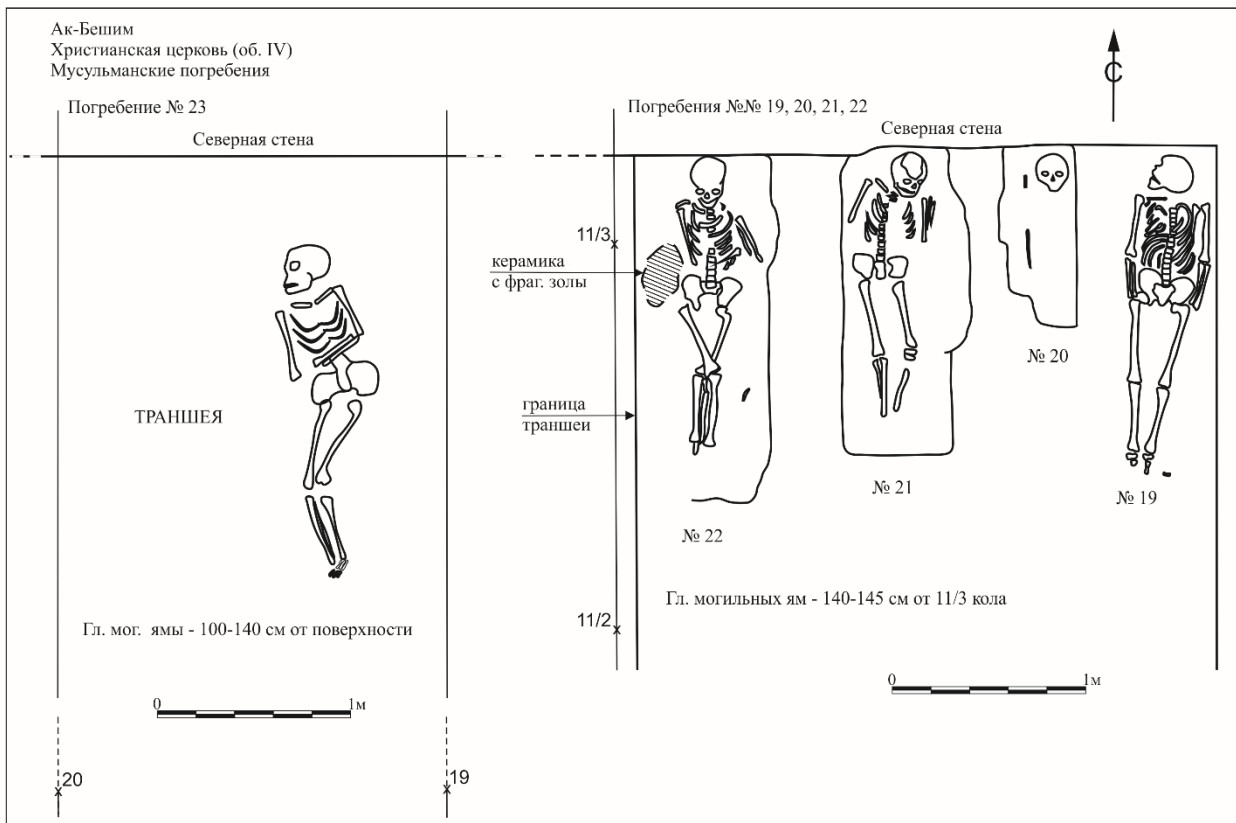 Ак-Бешим
Христианская церковь (об. IV)
Мусульманские погребения
Погребение № 23
Северная стена
ТРАНШЕЯ
Гл. мог. ямы - 100-140 см от поверхности
0 1м
20
19
Погребения №№ 19, 20, 21, 22
С
Северная стена
11/3
керамика
с фраг. золы
граница
траншеи
№ 20
№ 21
№ 19
№ 22
Гл. могильных ям - 140-145 см от 11/3 кола
11/2
0 1м